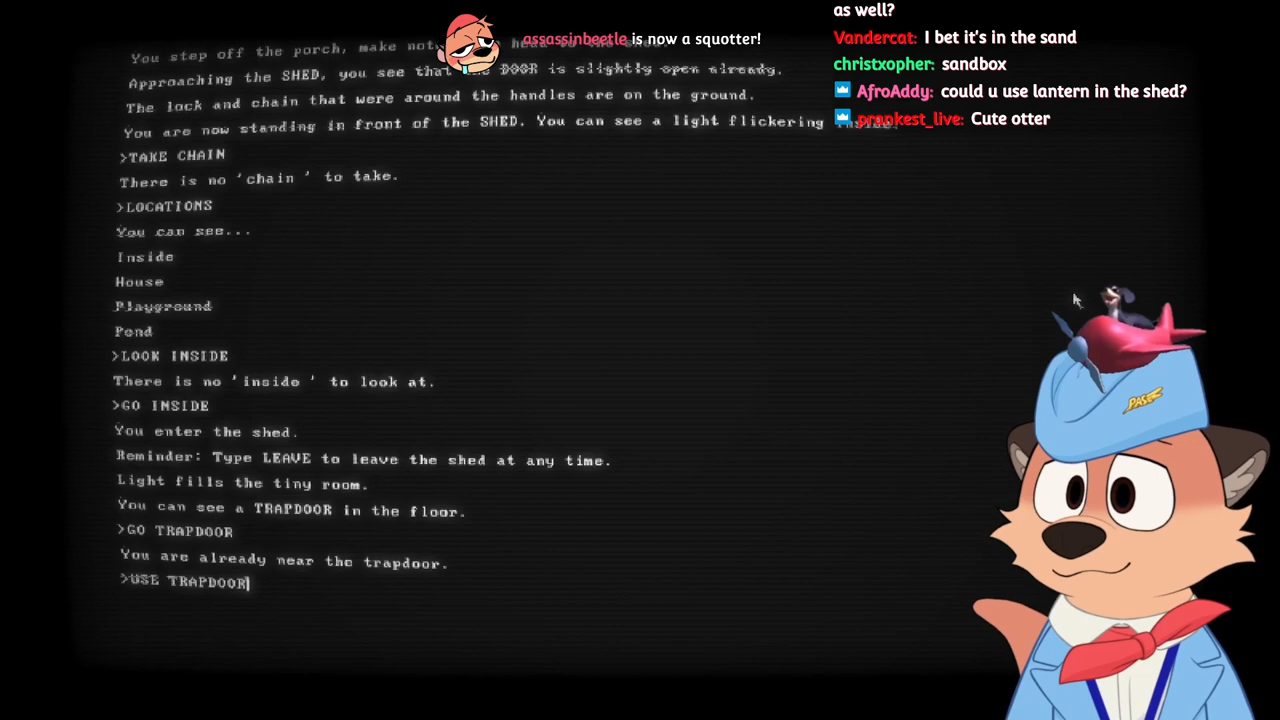 You step off the porch, make head to the shed.
Approaching the SHED, you see that the DOOR is slightly open already.
The lock and chain that were around the handles are on the ground.
You are now standing in front of the SHED. You can see a light flickering inside.
>TAKE CHAIN
There is no 'chain ' to take.
>LOCATIONS
You can see...
Inside
House
Playground
Pond
>LOOK INSIDE
There is no 'inside ' to look at.
>GO INSIDE
You enter the shed.
Reminder: Type LEAVE to leave the shed at any time.
Light fills the tiny room.
You can see a TRAPDOOR in the floor.
>GO TRAPDOOR
You are already near the trapdoor.
>USE TRAPDOOR
assassinbeetle is now a squotter!
as well?
Vandercat: I bet it's in the sand
christxopher: sandbox
AfroAddy: could u use lantern in the shed?
prankest_live: Cute otter